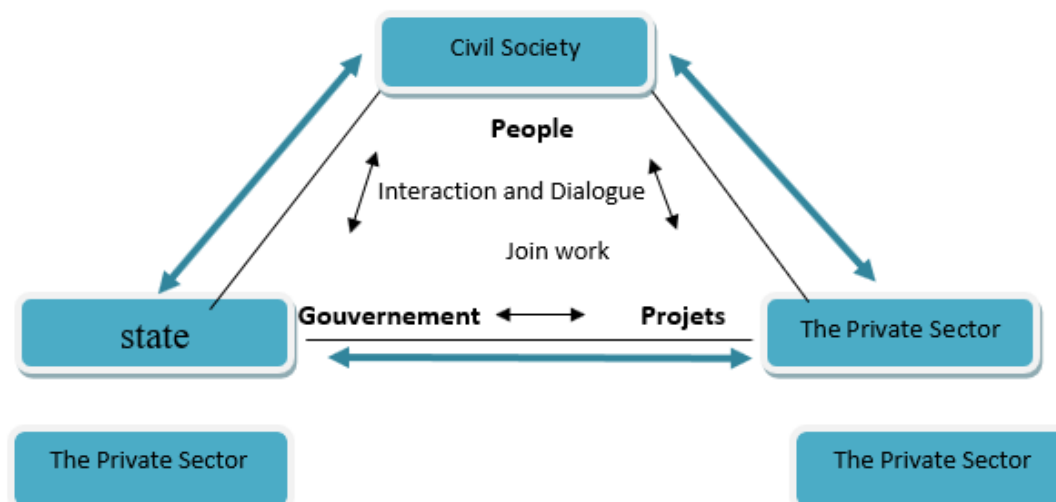 Civil Society
People
Interaction and Dialogue
Join work
Gouvernement
Projets
state
The Private Sector
The Private Sector
The Private Sector